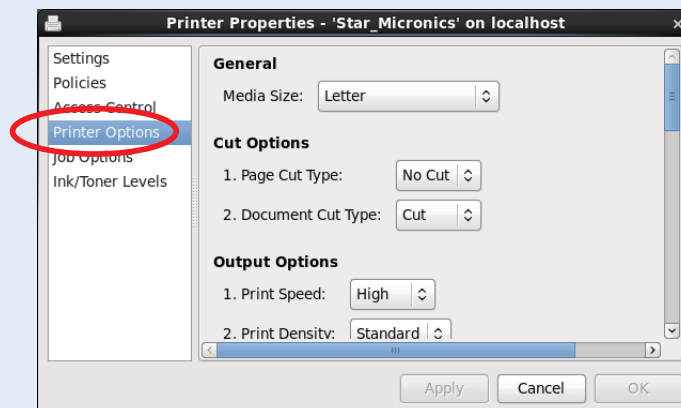 Printer Properties - 'Star_Micronics' on localhost
Settings
Policies
Access Control
Printer Options
Job Options
Ink/Toner Levels
General
Media Size: Letter
Cut Options
1. Page Cut Type: No Cut
2. Document Cut Type: Cut
Output Options
1. Print Speed: High
2. Print Density: Standard
Apply Cancel OK